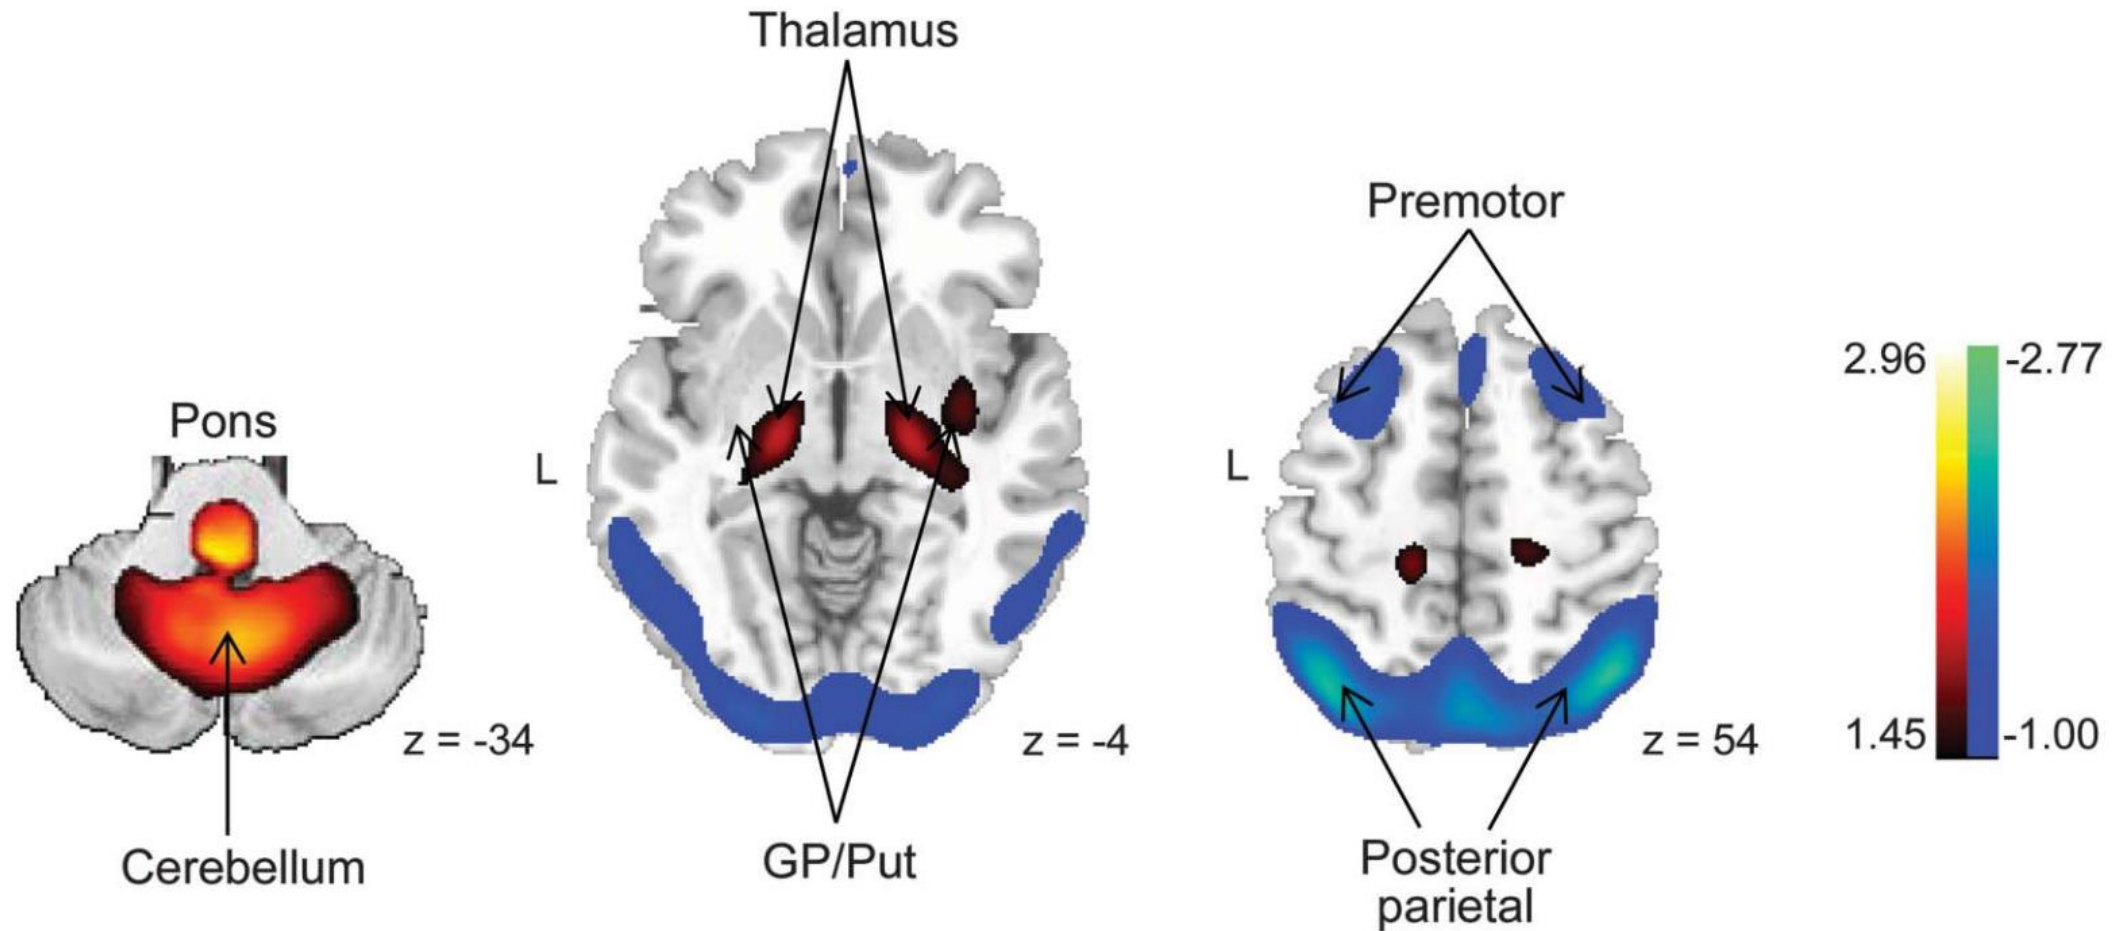 Thalamus
Premotor
Pons
L
L
2.96
-2.77
1.45
-1.00
z = -34
z = -4
z = 54
Cerebellum
GP/Put
Posterior
parietal